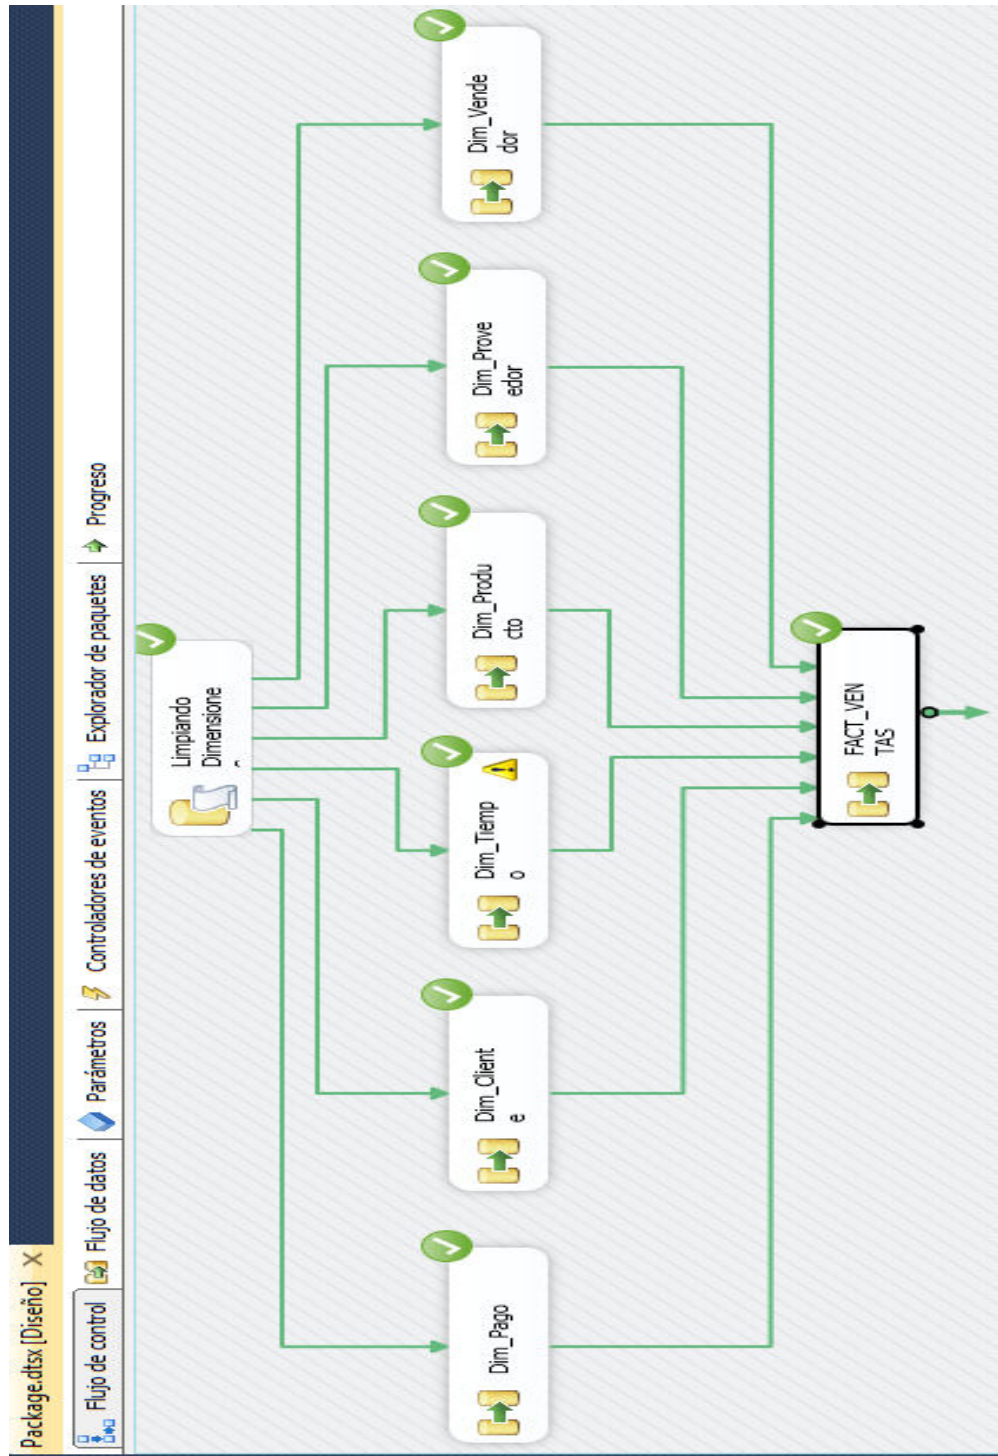 Package.dtsx [Diseño] X
Flujo de control
Flujo de datos
Parámetros
Controladores de eventos
Explorador de paquetes
Progreso
Limpiando
Dimensione
Dim_Pago
Dim_Client
e
Dim_Tiemp
o
Dim_Produ
cto
Dim_Prove
edor
Dim_Vende
dor
FACT_VEN
TAS